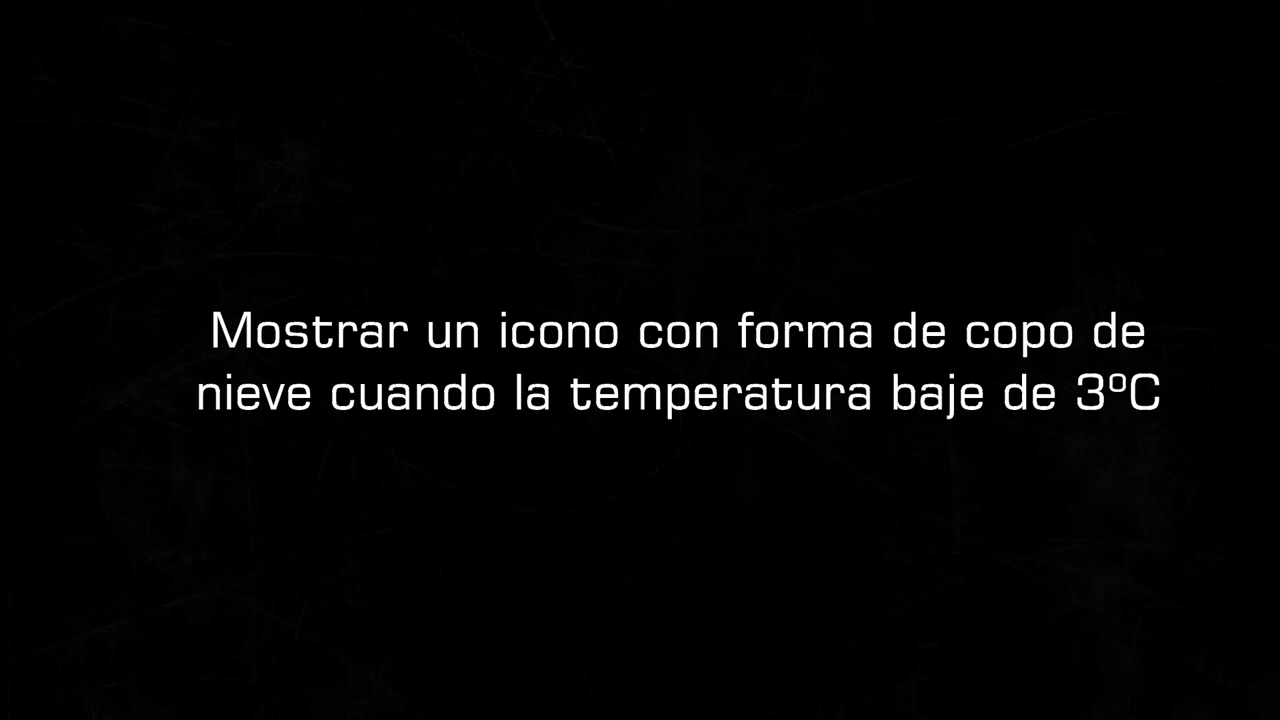 Mostrar un icono con forma de copo de
nieve cuando la temperatura baje de 3ºC